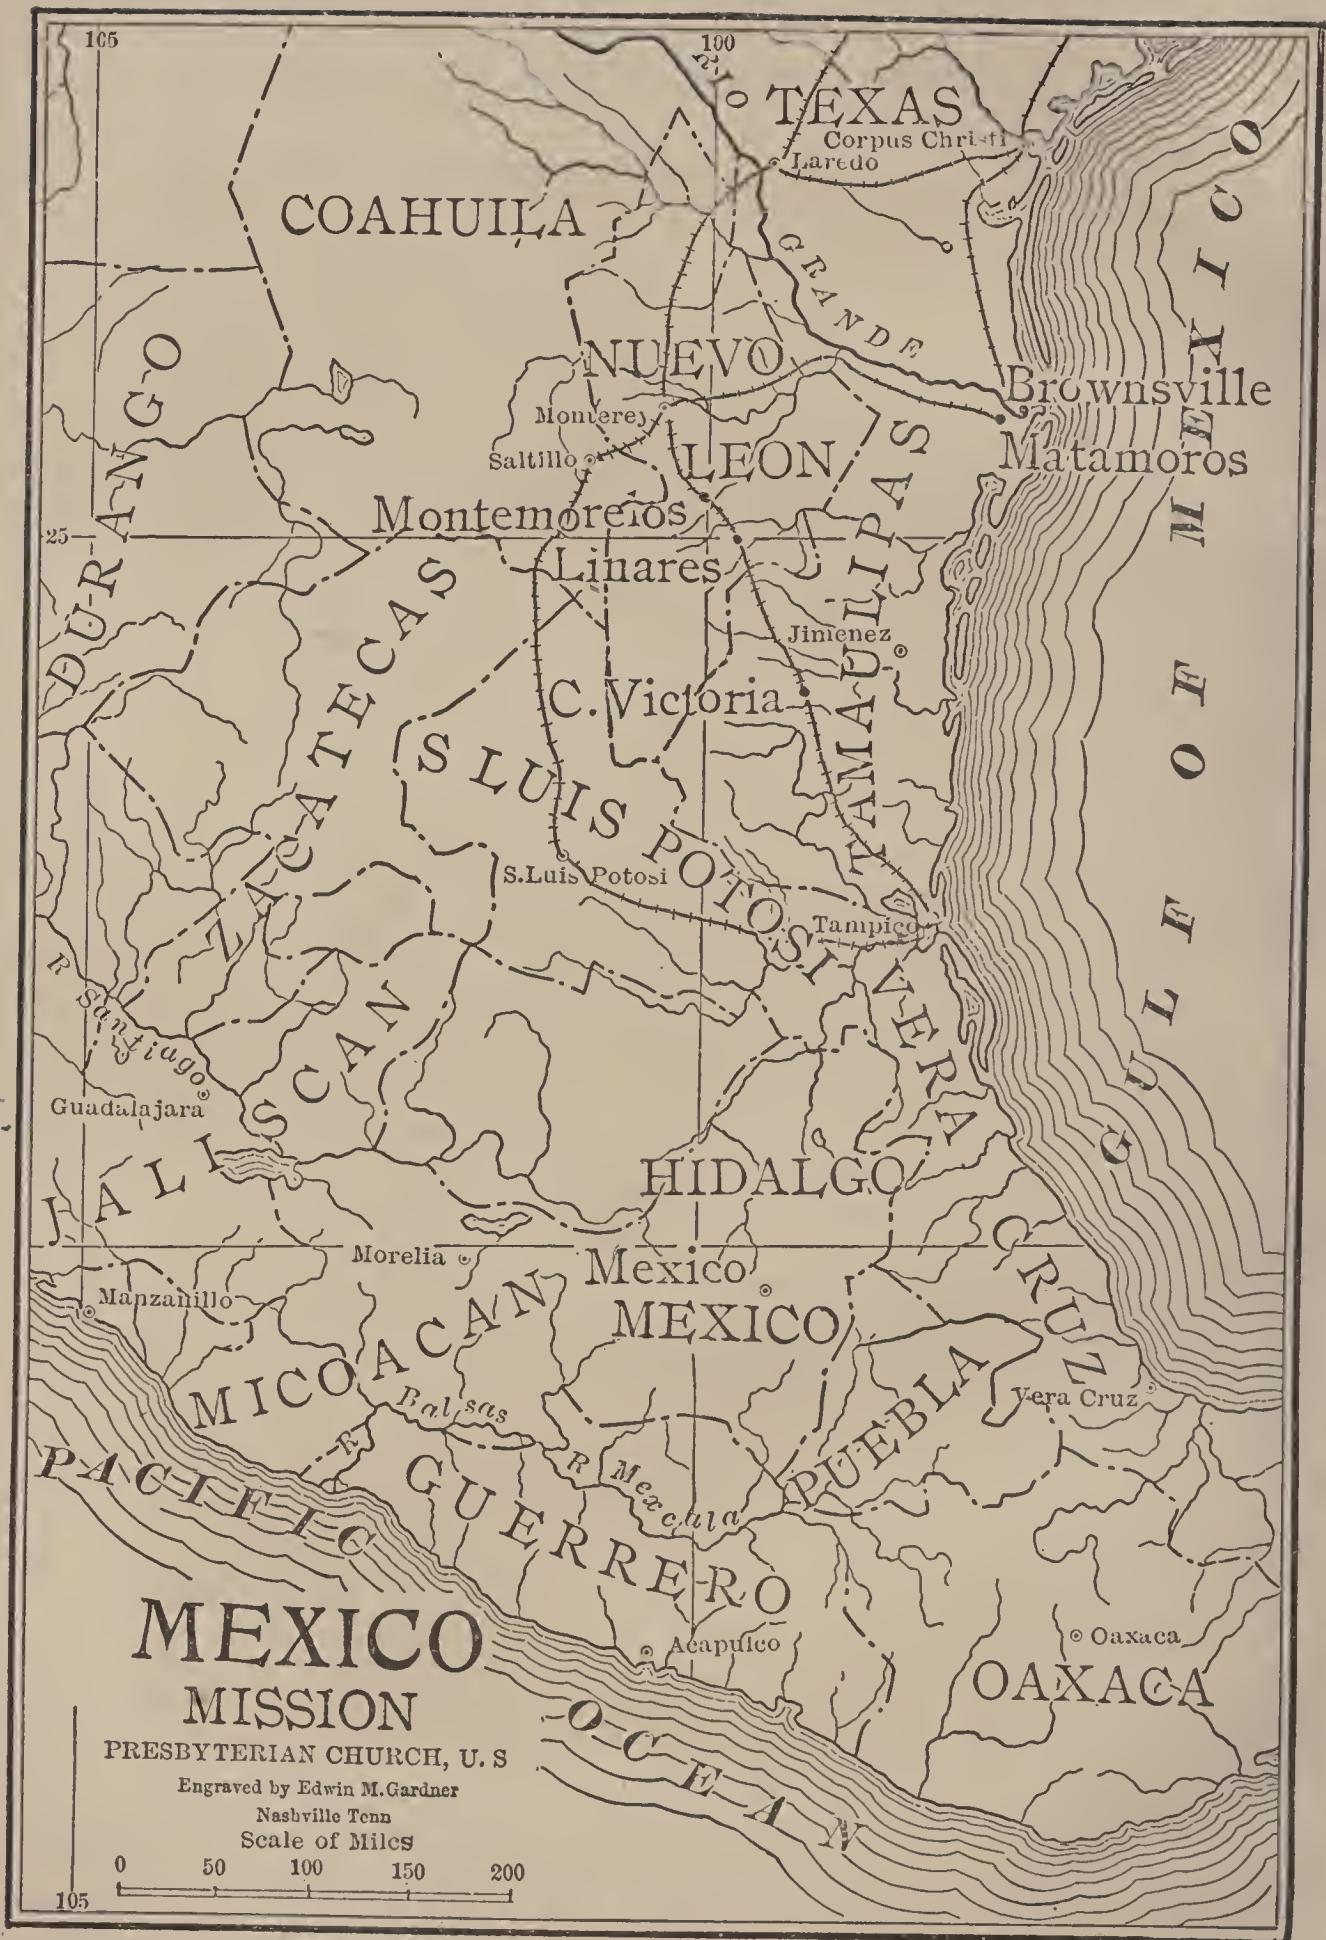 105
100
RIO GRANDE
TEXAS
Corpus Christi
Laredo
COAHUILA
GULF OF MEXICO
DURANGO
NUEVO
LEON
Brownsville
Matamoros
Monterey
Saltillo
Montemorelos
25
Linares
TAMAULIPAS
ZACATECAS
Jimenez
C. Victoria
S LUIS POTOSI
S. Luis Potosi
Tampico
VERA CRUZ
R Santiago
Guadalajara
JALISCAN
HIDALGO
Morelia
Mexico
MEXICO
Manzanillo
MICOACAN
PUEBLA
Vera Cruz
R Balsas
R Mexcala
GUERRERO
PACIFIC OCEAN
Acapulco
Oaxaca
OAXACA
MEXICO
MISSION
PRESBYTERIAN CHURCH, U. S
Engraved by Edwin M. Gardner
Nashville Tenn
Scale of Miles
0 50 100 150 200
105